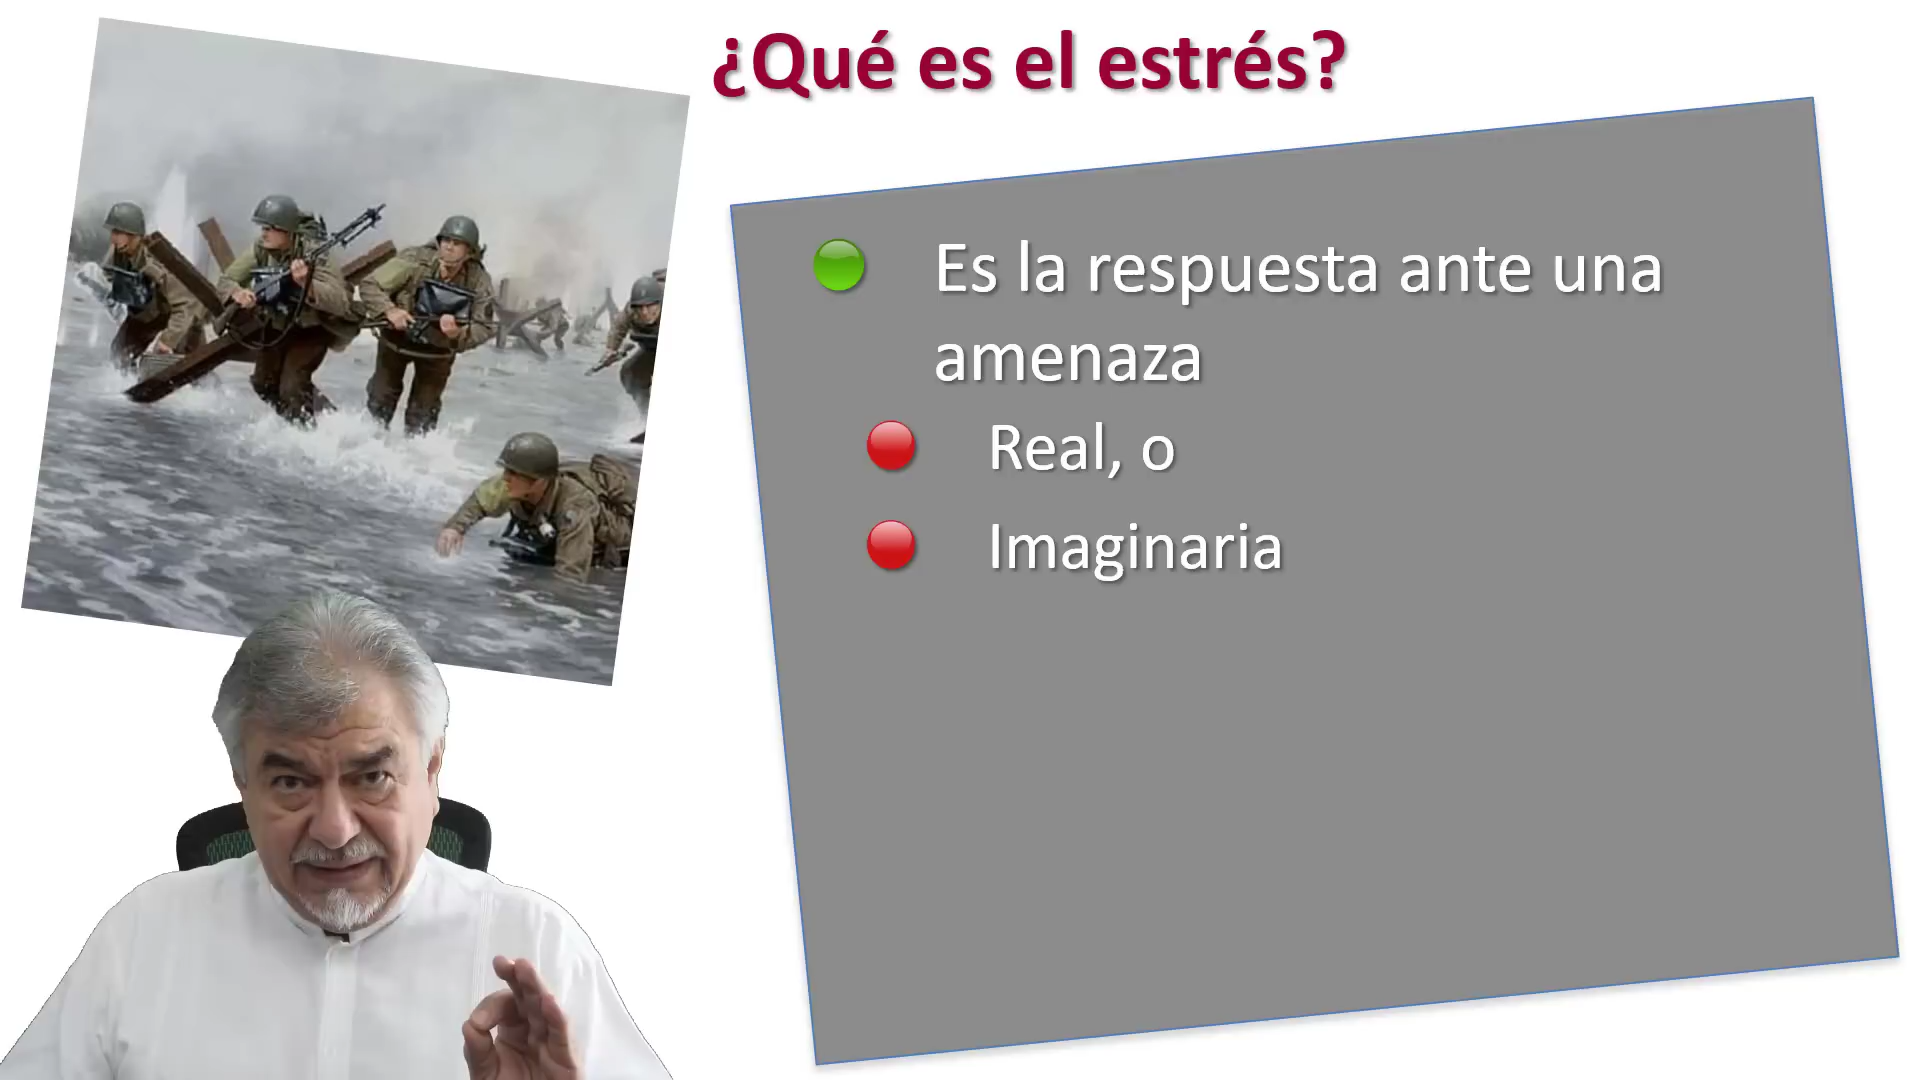 ¿Qué es el estrés?
Es la respuesta ante una
amenaza
Real, o
Imaginaria